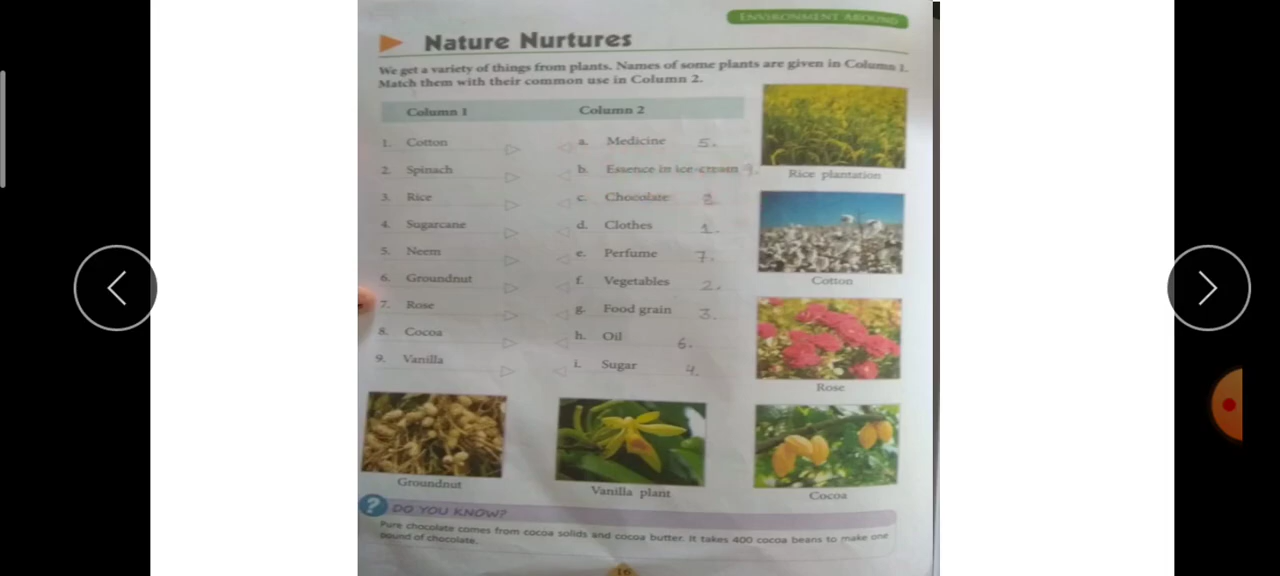 ENVIRONMENT AROUND
Nature Nurtures
We get a variety of things from plants. Names of some plants are given in Column 1.
Match them with their common use in Column 2.
Column 1 Column 2
1. Cotton a. Medicine 5.
2. Spinach b. Essence in ice-cream 9.
3. Rice c. Chocolate
4. Sugarcane d. Clothes 1.
5. Neem e. Perfume 7.
6. Groundnut f. Vegetables 2.
7. Rose g. Food grain 3.
8. Cocoa h. Oil 6.
9. Vanilla i. Sugar 4.
Rice plantation
Cotton
Rose
Groundnut
Vanilla plant
Cocoa
? DO YOU KNOW?
Pure chocolate comes from cocoa solids and cocoa butter. It takes 400 cocoa beans to make one
pound of chocolate.
16